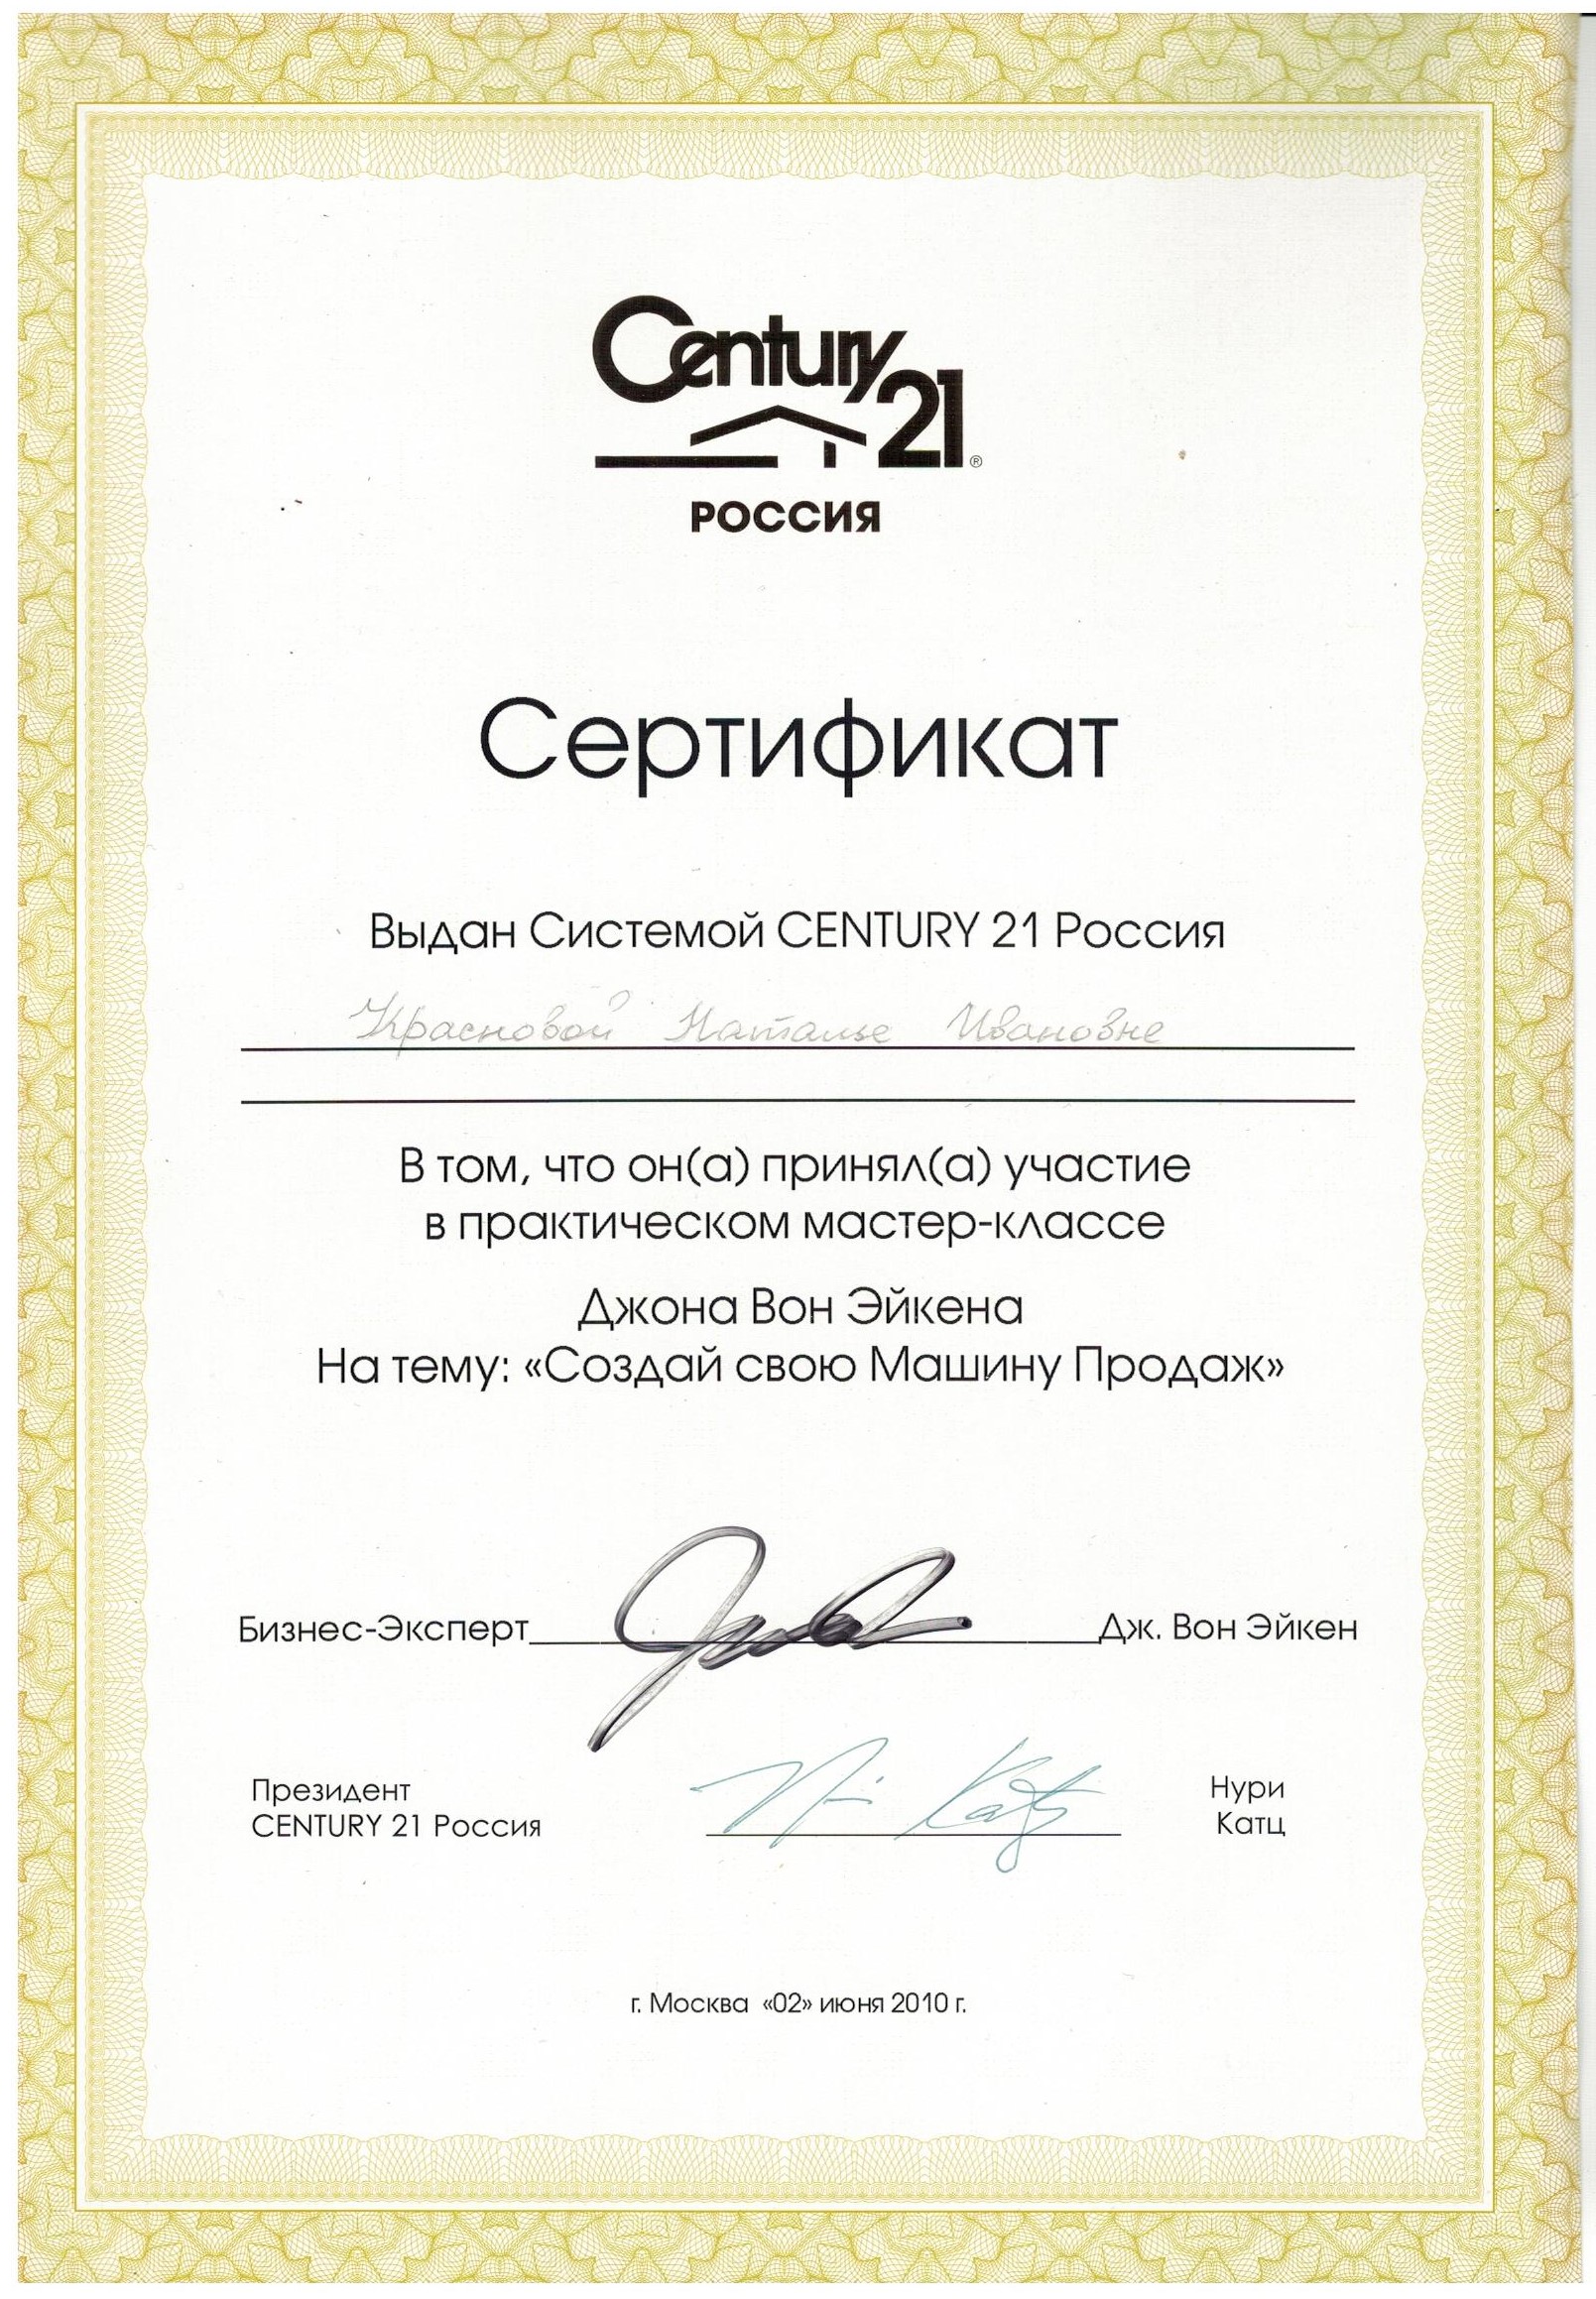 Century 21®
РОССИЯ
Сертификат
Выдан Системой CENTURY 21 Россия
Красновой Наталье Ивановне
В том, что он(а) принял(а) участие
в практическом мастер-классе
Джона Вон Эйкена
На тему: «Создай свою Машину Продаж»
Бизнес-Эксперт Дж. Вон Эйкен
Президент Нури
CENTURY 21 Россия Катц
г. Москва «02» июня 2010 г.